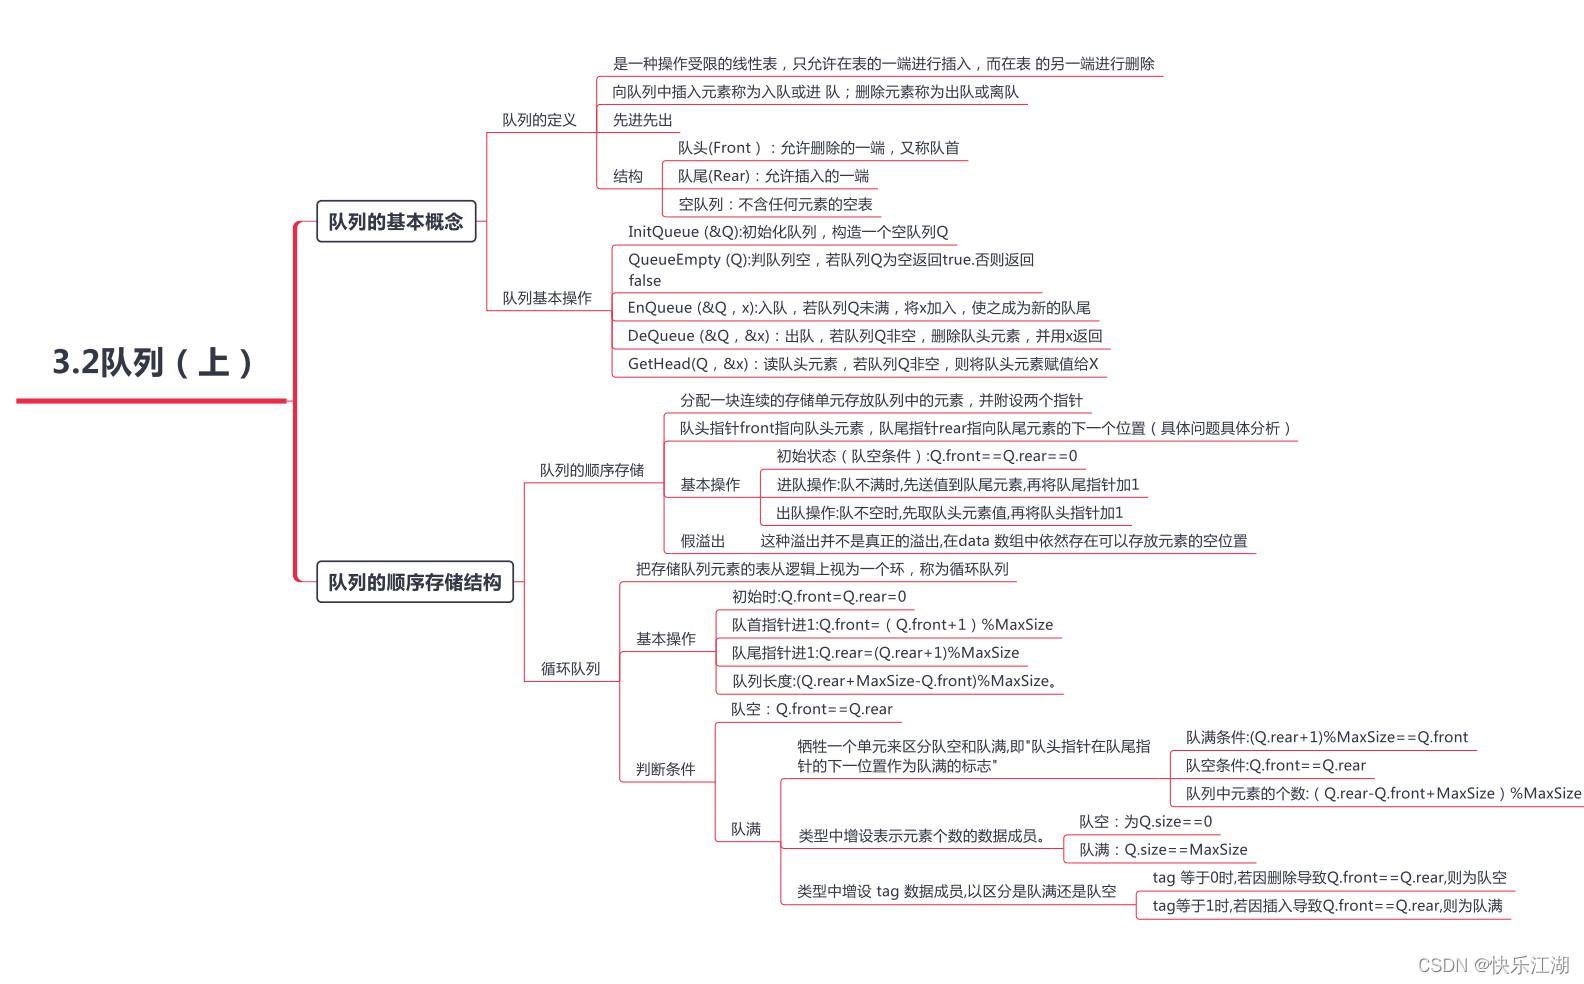 3.2队列（上）
队列的基本概念
队列的定义
是一种操作受限的线性表，只允许在表的一端进行插入，而在表 的另一端进行删除
向队列中插入元素称为入队或进 队；删除元素称为出队或离队
先进先出
结构
队头(Front ) ：允许删除的一端，又称队首
队尾(Rear)：允许插入的一端
空队列：不含任何元素的空表
队列基本操作
InitQueue (&Q):初始化队列，构造一个空队列Q
QueueEmpty (Q):判队列空，若队列Q为空返回true.否则返回
false
EnQueue (&Q，x):入队，若队列Q未满，将x加入，使之成为新的队尾
DeQueue (&Q，&x)：出队，若队列Q非空，删除队头元素，并用x返回
GetHead(Q，&x)：读队头元素，若队列Q非空，则将队头元素赋值给X
队列的顺序存储结构
队列的顺序存储
分配一块连续的存储单元存放队列中的元素，并附设两个指针
队头指针front指向队头元素，队尾指针rear指向队尾元素的下一个位置（具体问题具体分析）
基本操作
初始状态（队空条件）:Q.front==Q.rear==0
进队操作:队不满时,先送值到队尾元素,再将队尾指针加1
出队操作:队不空时,先取队头元素值,再将队头指针加1
假溢出
这种溢出并不是真正的溢出,在data 数组中依然存在可以存放元素的空位置
循环队列
把存储队列元素的表从逻辑上视为一个环，称为循环队列
基本操作
初始时:Q.front=Q.rear=0
队首指针进1:Q.front=（Q.front+1）%MaxSize
队尾指针进1:Q.rear=(Q.rear+1)%MaxSize
队列长度:(Q.rear+MaxSize-Q.front)%MaxSize。
判断条件
队空：Q.front==Q.rear
队满
牺牲一个单元来区分队空和队满,即"队头指针在队尾指
针的下一位置作为队满的标志"
队满条件:(Q.rear+1)%MaxSize==Q.front
队空条件:Q.front==Q.rear
队列中元素的个数:（Q.rear-Q.front+MaxSize）%MaxSize
类型中增设表示元素个数的数据成员。
队空：为Q.size==0
队满：Q.size==MaxSize
类型中增设 tag 数据成员,以区分是队满还是队空
tag 等于0时,若因删除导致Q.front==Q.rear,则为队空
tag等于1时,若因插入导致Q.front==Q.rear,则为队满
CSDN @快乐江湖